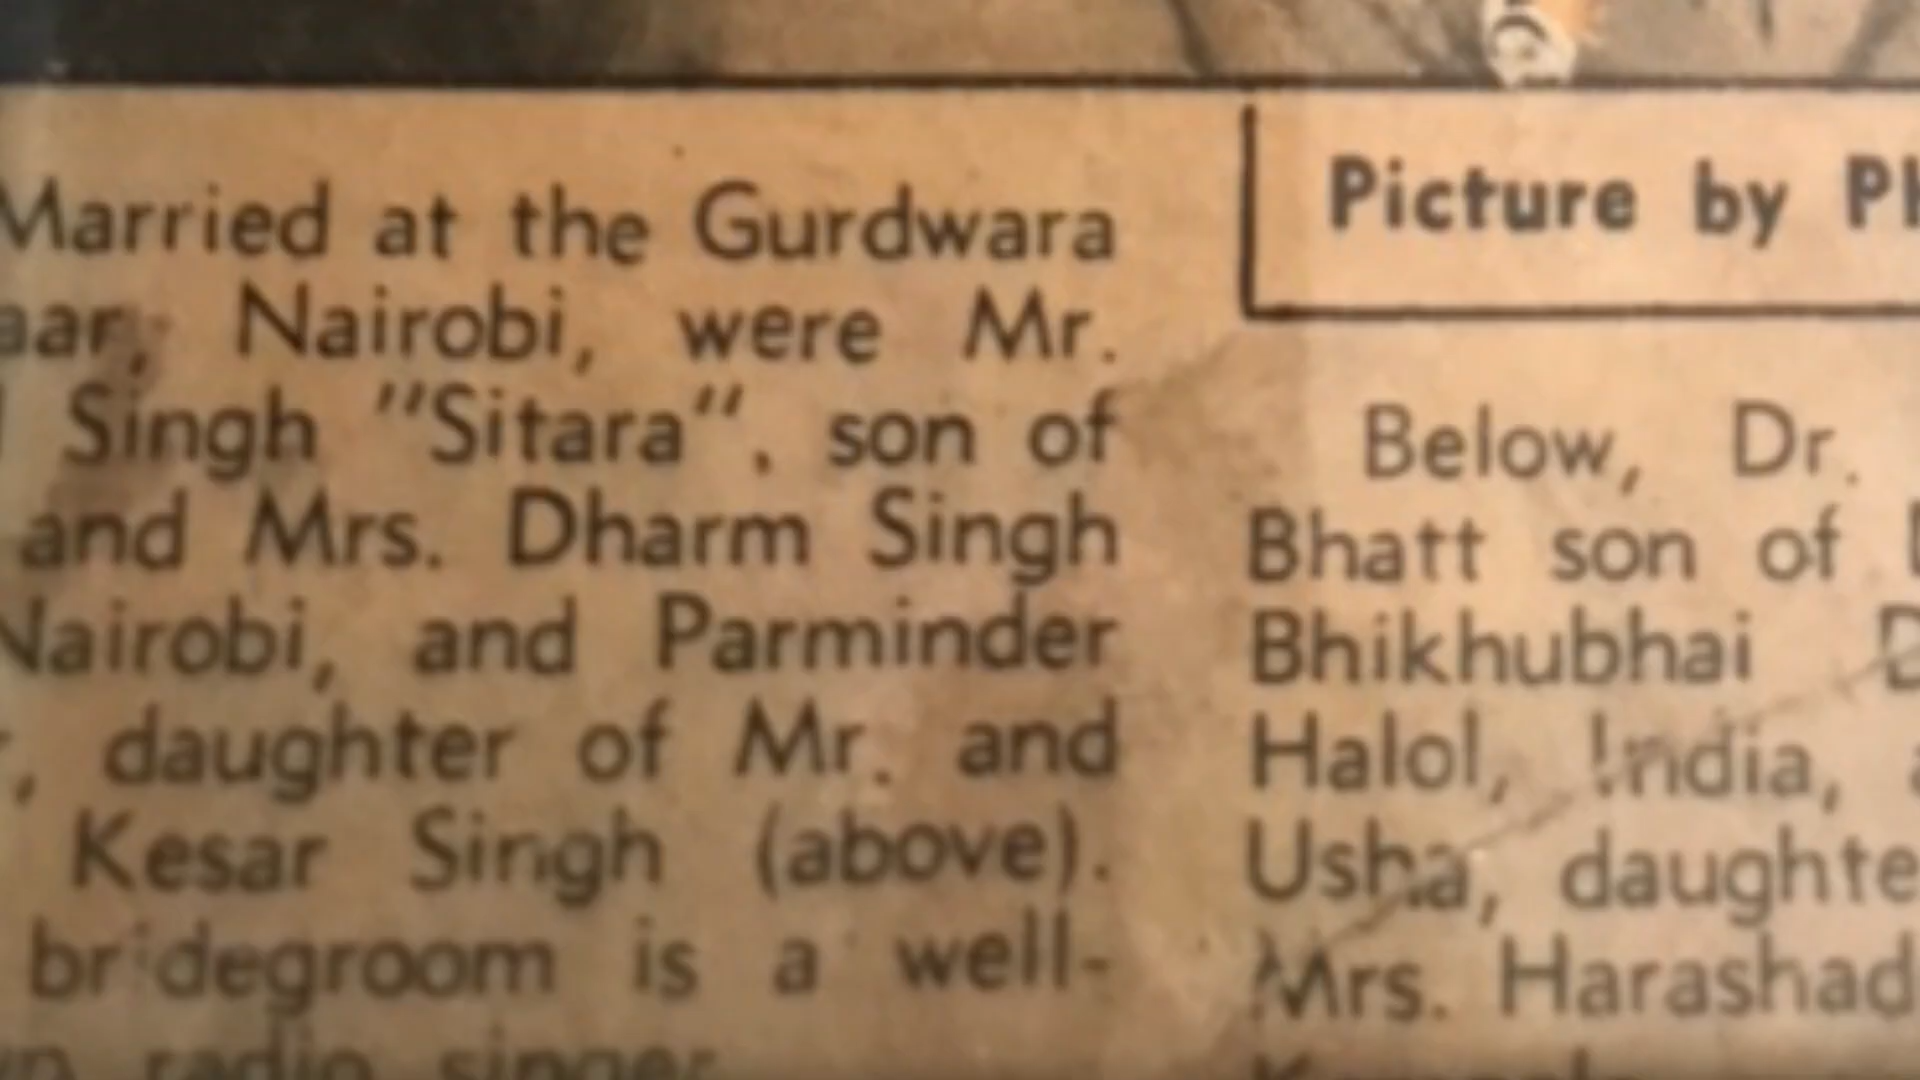 Married at the Gurdwara
Nairobi, were Mr.
Singh "Sitara", son of
and Mrs. Dharm Singh
Nairobi, and Parminder
daughter of Mr. and
Kesar Singh (above).
bridegroom is a well-
radio singer
Picture by
Below, Dr.
Bhatt son of
Bhikhubhai
Halol, India,
Usha,
Mrs.